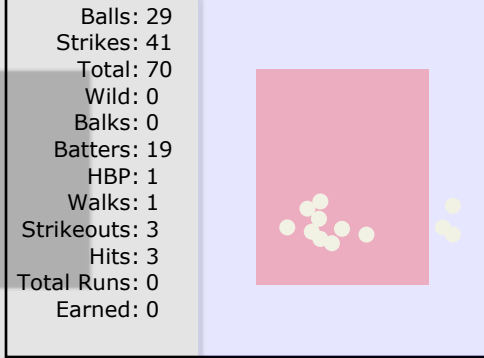 Balls: 29
Strikes: 41
Total: 70
Wild: 0
Balks: 0
Batters: 19
HBP: 1
Walks: 1
Strikeouts: 3
Hits: 3
Total Runs: 0
Earned: 0